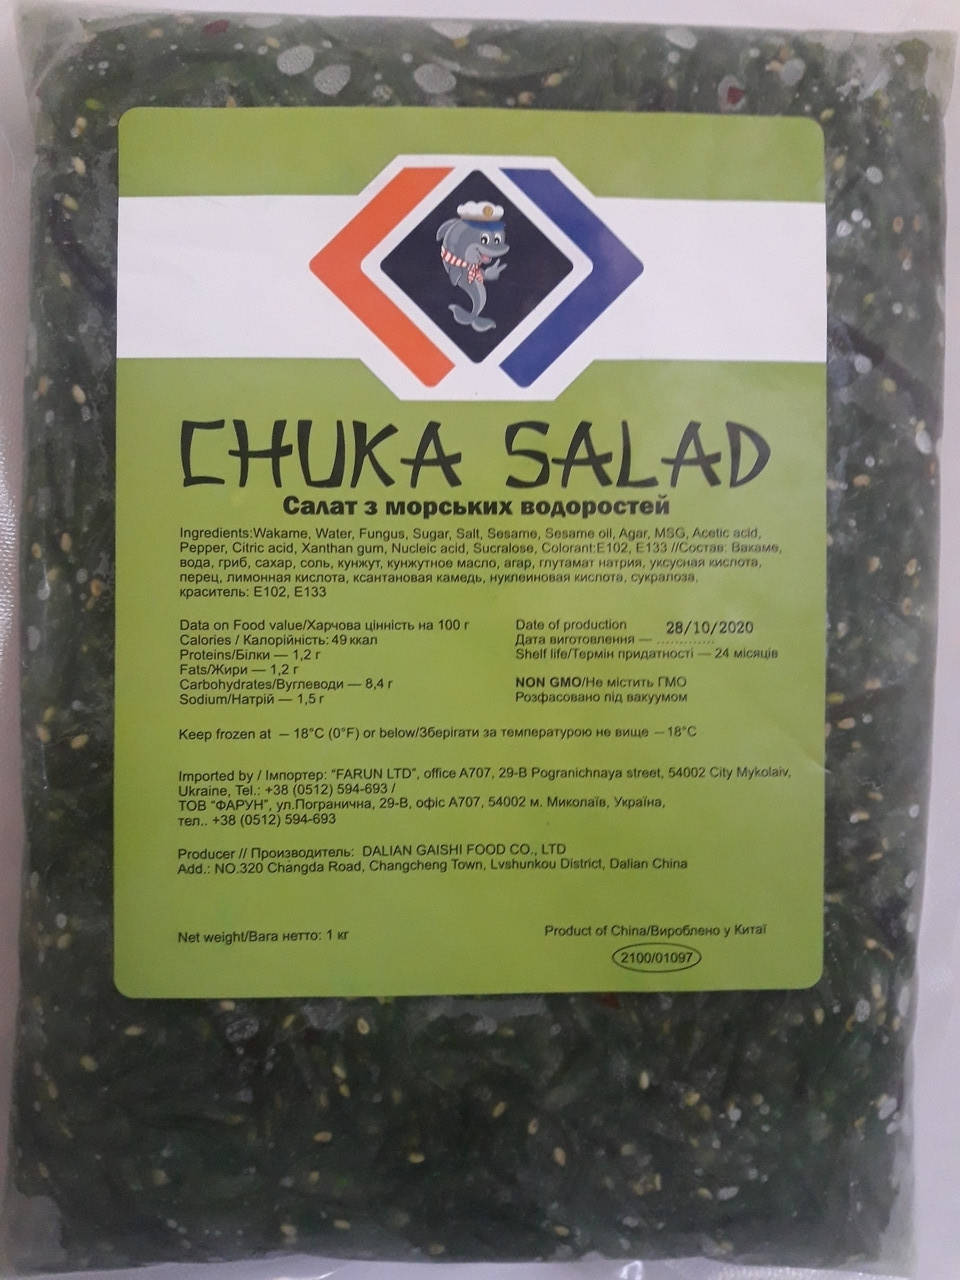 CHUKA SALAD
Салат з морських водоростей
Ingredients:Wakame, Water, Fungus, Sugar, Salt, Sesame, Sesame oil, Agar, MSG, Acetic acid,
Pepper, Citric acid, Xanthan gum, Nucleic acid, Sucralose, Colorant:E102, E133 //Состав: Вакаме,
вода, гриб, сахар, соль, кунжут, кунжутное масло, агар, глутамат натрия, уксусная кислота,
перец, лимонная кислота, ксантановая камедь, нуклеиновая кислота, сукралоза,
краситель: E102, E133
Data on Food value/Харчова цінність на 100 г
Calories / Калорійність: 49 ккал
Proteins/Білки — 1,2 г
Fats/Жири — 1,2 г
Carbohydrates/Вуглеводи — 8,4 г
Sodium/Натрій — 1,5 г
Date of production 28/10/2020
Дата виготовлення — ............
Shelf life/Термін придатності — 24 місяців
NON GMO/Не містить ГМО
Розфасовано під вакуумом
Keep frozen at – 18°C (0°F) or below/Зберігати за температурою не вище – 18°C
Imported by / Імпортер: "FARUN LTD", office A707, 29-B Pogranichnaya street, 54002 City Mykolaiv,
Ukraine, Tel.: +38 (0512) 594-693 /
ТОВ "ФАРУН", ул.Погранична, 29-В, офіс А707, 54002 м. Миколаїв, Україна,
тел.. +38 (0512) 594-693
Producer // Производитель: DALIAN GAISHI FOOD CO., LTD
Add.: NO.320 Changda Road, Changcheng Town, Lvshunkou District, Dalian China
Net weight/Вага нетто: 1 кг
Product of China/Вироблено у Китаї
2100/01097